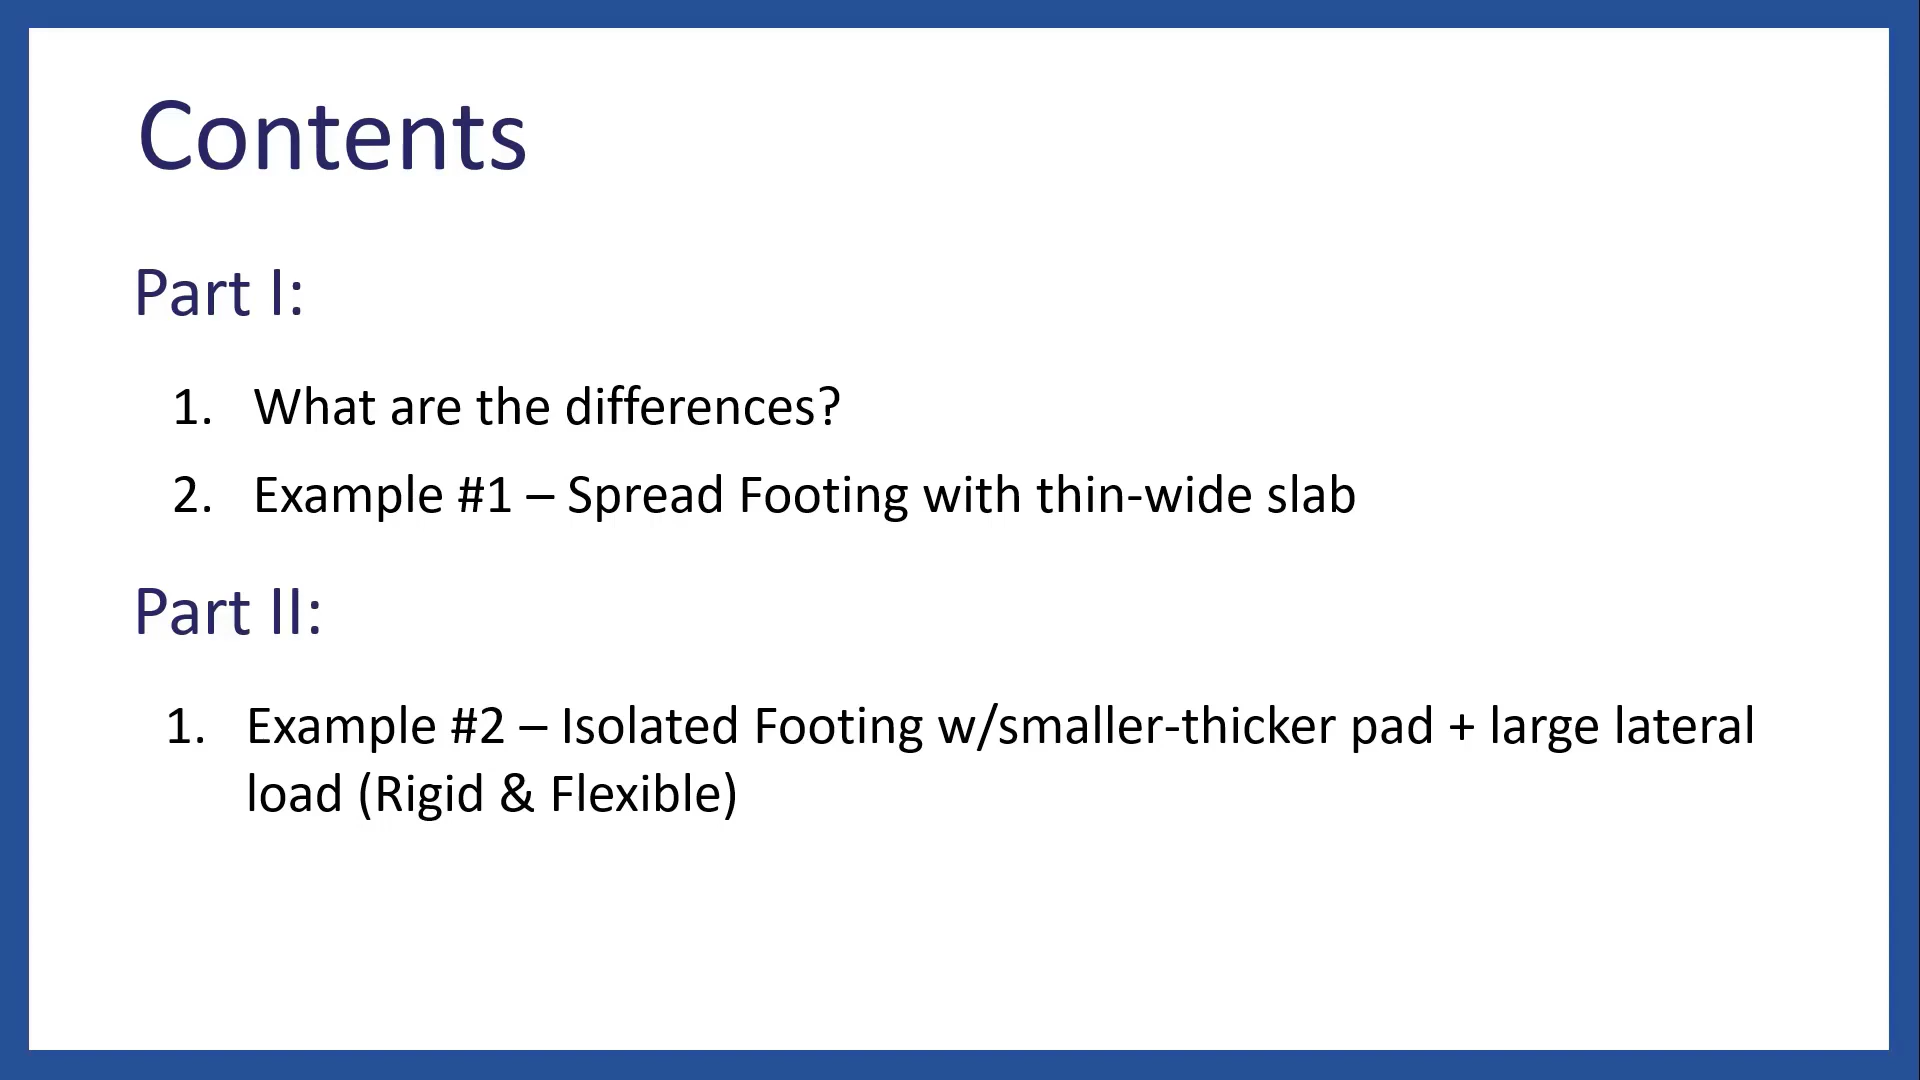 Contents
Part I:
1. What are the differences?
2. Example #1 – Spread Footing with thin-wide slab
Part II:
1. Example #2 – Isolated Footing w/smaller-thicker pad + large lateral
load (Rigid & Flexible)